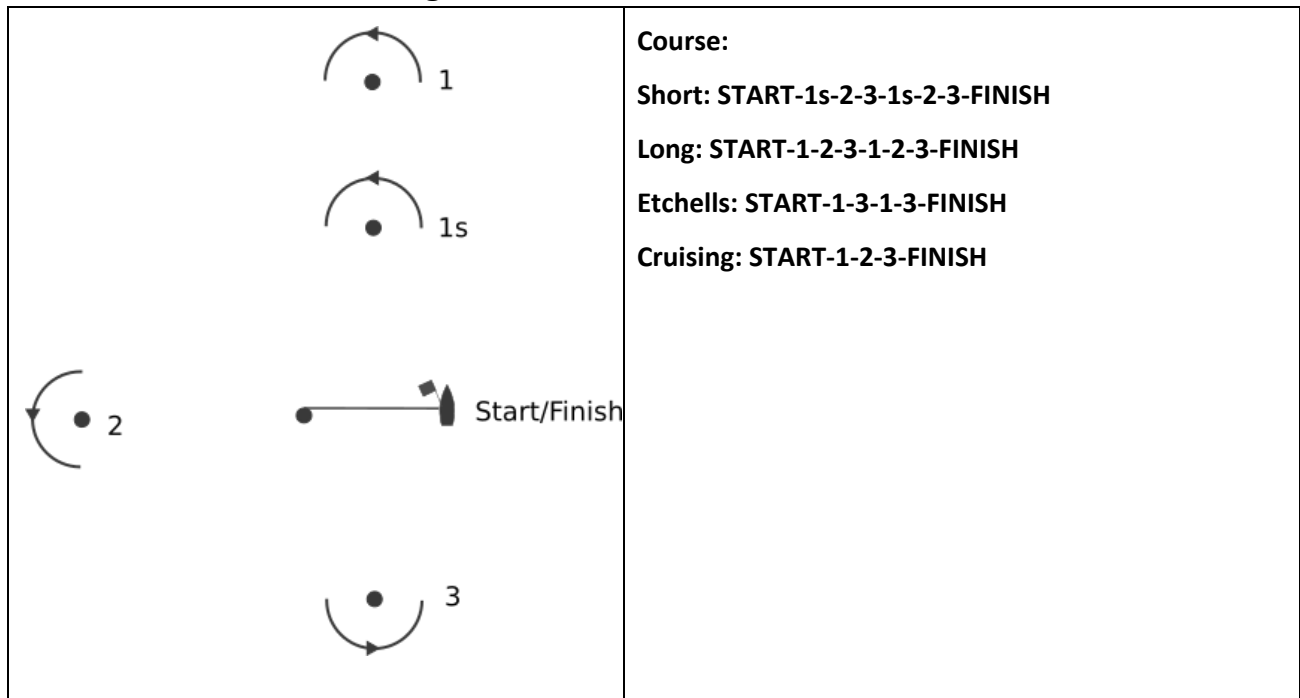 1
1s
2
Start/Finish
3
Course:
Short: START-1s-2-3-1s-2-3-FINISH
Long: START-1-2-3-1-2-3-FINISH
Etchells: START-1-3-1-3-FINISH
Cruising: START-1-2-3-FINISH